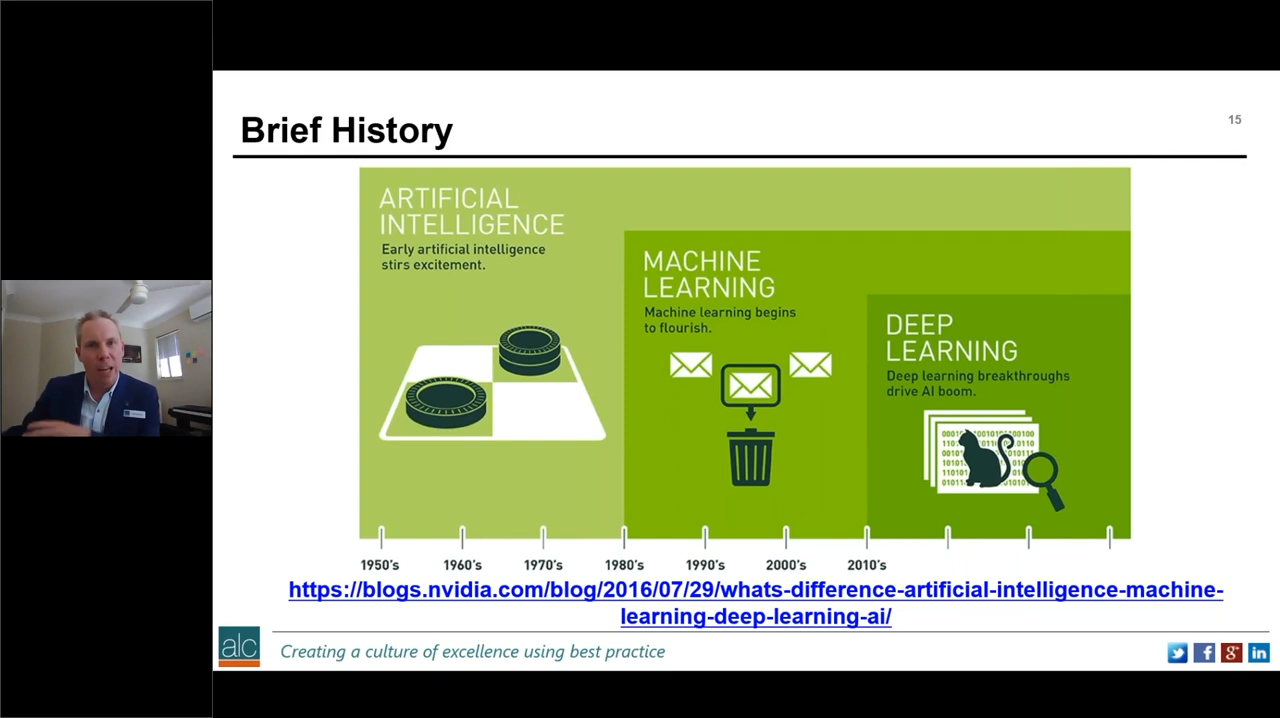 Brief History
15
ARTIFICIAL
INTELLIGENCE
Early artificial intelligence
stirs excitement.
MACHINE
LEARNING
Machine learning begins
to flourish.
DEEP
LEARNING
Deep learning breakthroughs
drive AI boom.
1950's
1960's
1970's
1980's
1990's
2000's
2010's
https://blogs.nvidia.com/blog/2016/07/29/whats-difference-artificial-intelligence-machine-
learning-deep-learning-ai/
alc
Creating a culture of excellence using best practice